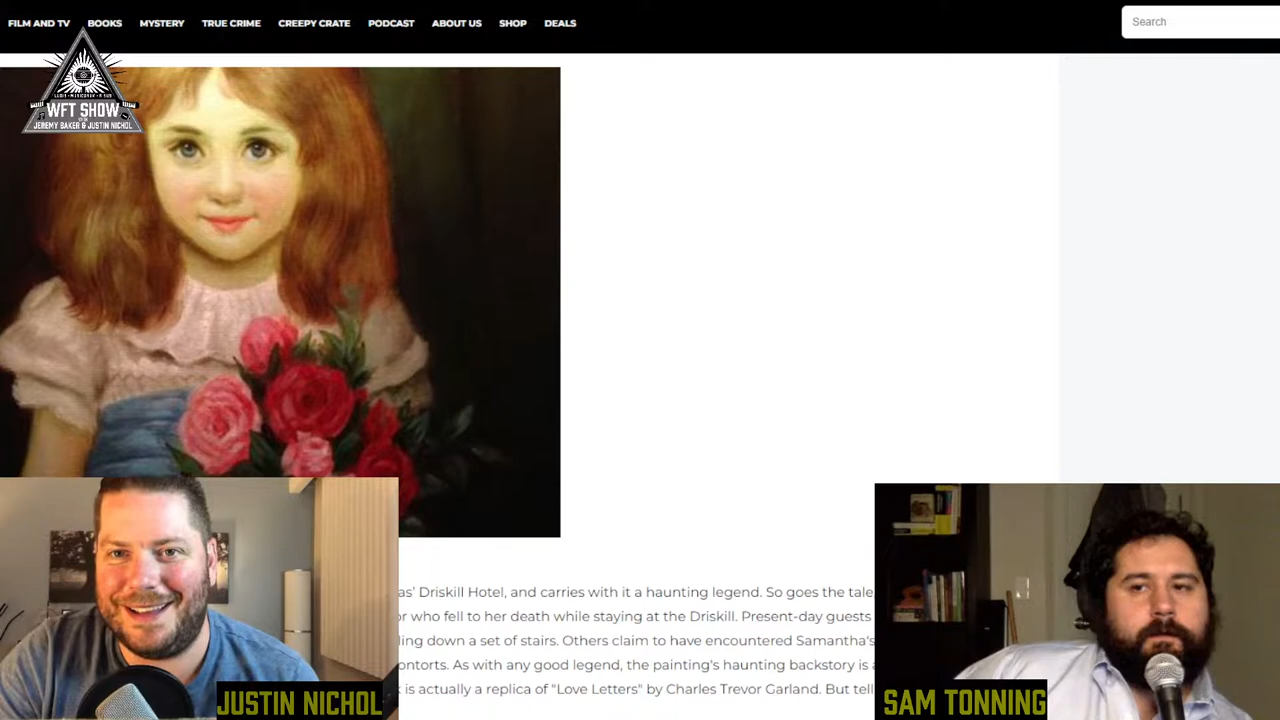 FILM AND TV BOOKS MYSTERY TRUE CRIME CREEPY CRATE PODCAST ABOUT US SHOP DEALS
Search
WFT SHOW
JEREMY BAKER & JUSTIN NICHOL
as' Driskill Hotel, and carries with it a haunting legend. So goes the tale
or who fell to her death while staying at the Driskill. Present-day guests
ling down a set of stairs. Others claim to have encountered Samantha's
ontorts. As with any good legend, the painting's haunting backstory is
is actually a replica of "Love Letters" by Charles Trevor Garland. But tell
JUSTIN NICHOL
SAM TONNING